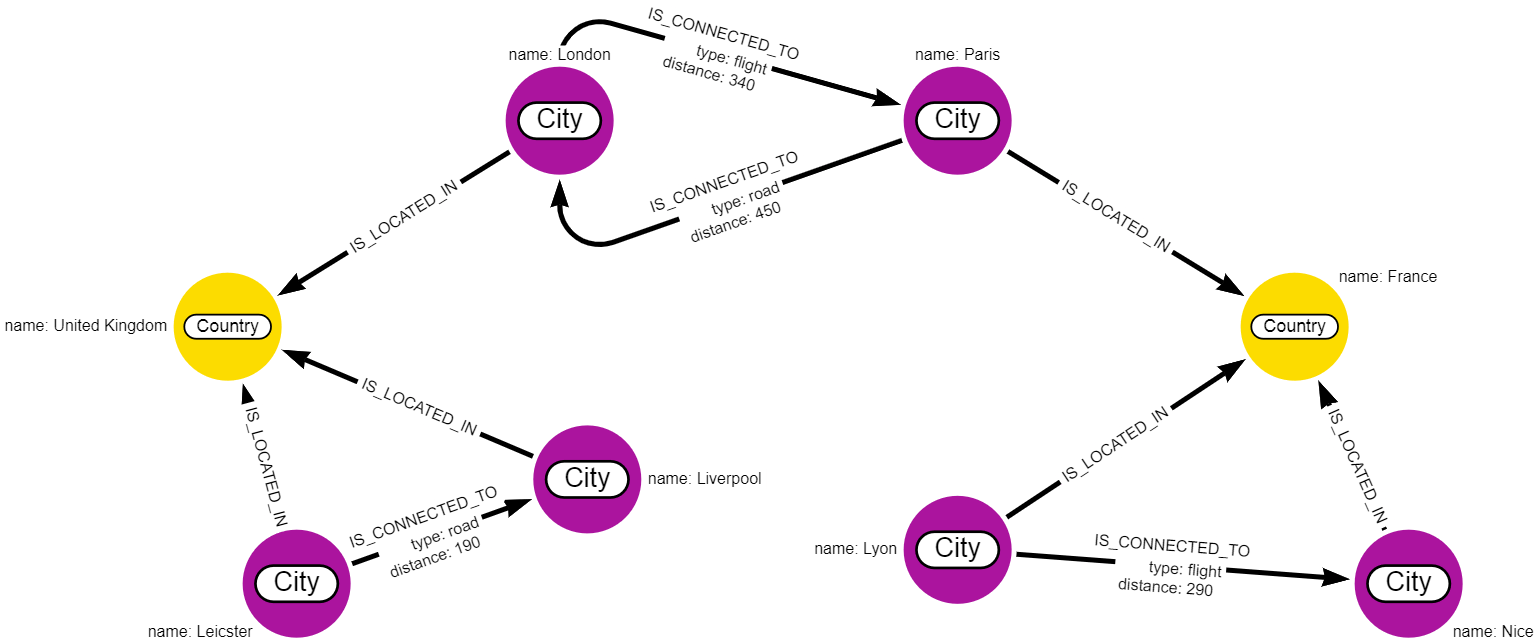 IS_CONNECTED_TO
type: flight
distance: 340
name: London
name: Paris
City
City
IS_CONNECTED_TO
type: road
distance: 450
IS_LOCATED_IN
IS_LOCATED_IN
name: France
name: United Kingdom
Country
Country
IS_LOCATED_IN
IS_LOCATED_IN
IS_LOCATED_IN
IS_LOCATED_IN
City
name: Liverpool
IS_CONNECTED_TO
type: road
distance: 190
name: Lyon
City
IS_CONNECTED_TO
type: flight
distance: 290
City
City
name: Leicster
name: Nice